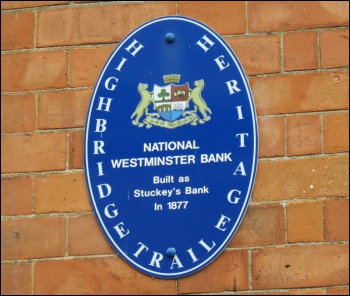 HIGHBRIDGE HERITAGE TRAIL
NATIONAL
WESTMINSTER BANK
Built as
Stuckey's Bank
In 1877